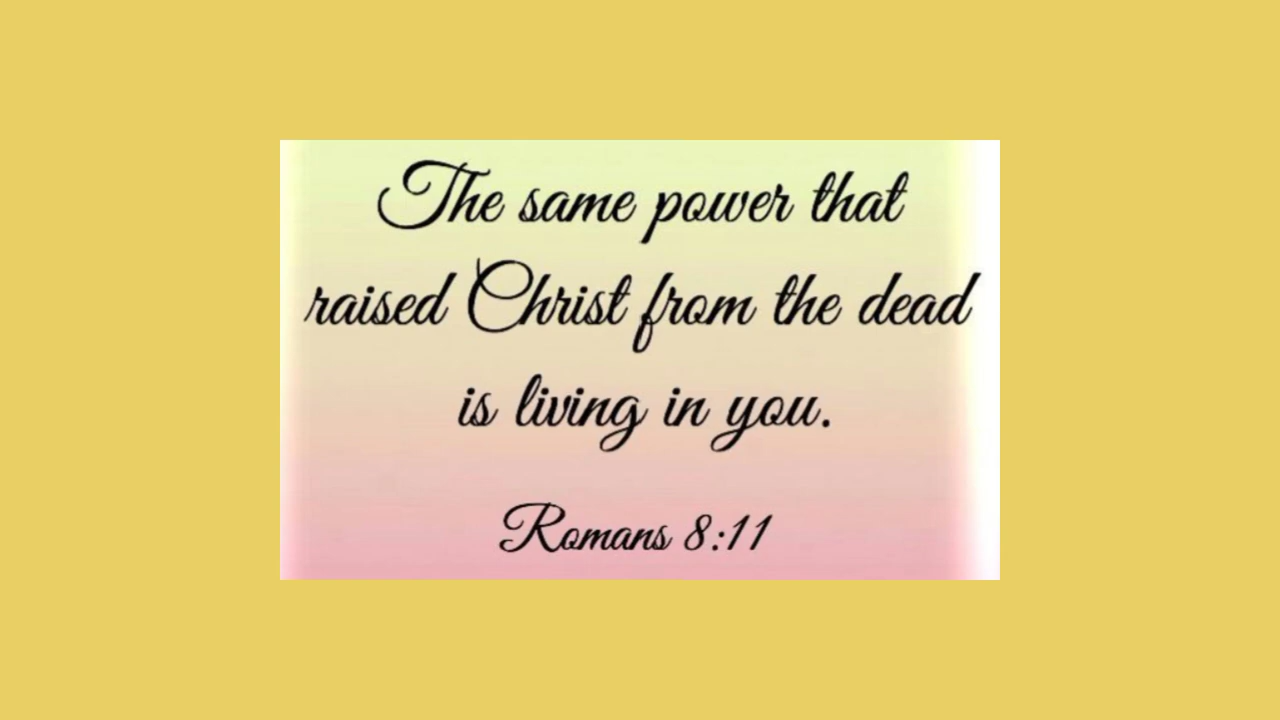 The same power that
raised Christ from the dead
is living in you.
Romans 8:11